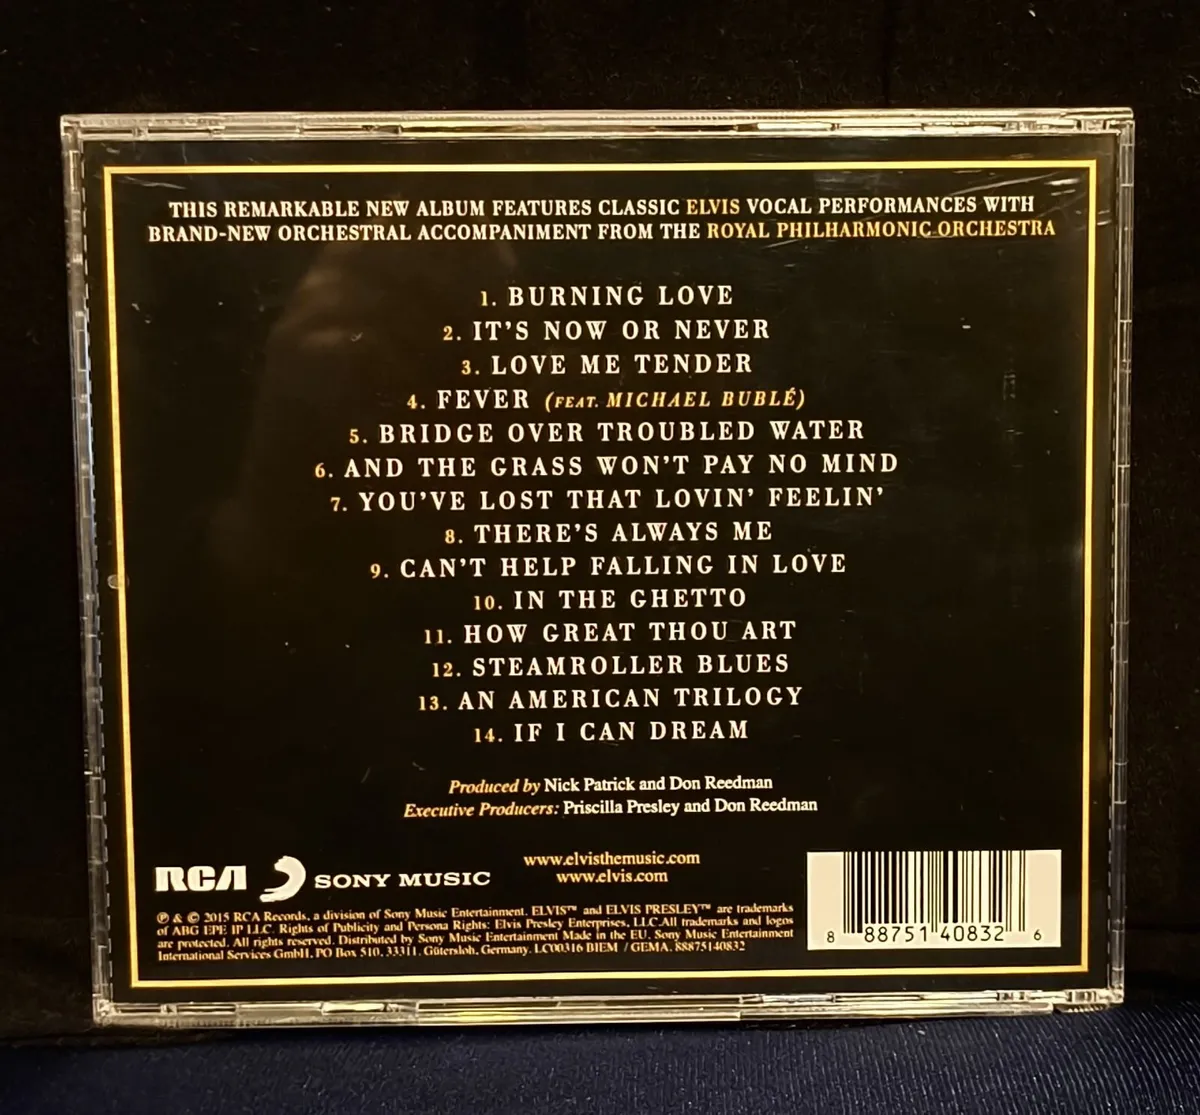 THIS REMARKABLE NEW ALBUM FEATURES CLASSIC ELVIS VOCAL PERFORMANCES WITH
BRAND-NEW ORCHESTRAL ACCOMPANIMENT FROM THE ROYAL PHILHARMONIC ORCHESTRA
1. BURNING LOVE
2. IT'S NOW OR NEVER
3. LOVE ME TENDER
4. FEVER (FEAT. MICHAEL BUBLÉ)
5. BRIDGE OVER TROUBLED WATER
6. AND THE GRASS WON'T PAY NO MIND
7. YOU'VE LOST THAT LOVIN' FEELIN'
8. THERE'S ALWAYS ME
9. CAN'T HELP FALLING IN LOVE
10. IN THE GHETTO
11. HOW GREAT THOU ART
12. STEAMROLLER BLUES
13. AN AMERICAN TRILOGY
14. IF I CAN DREAM
Produced by Nick Patrick and Don Reedman
Executive Producers: Priscilla Presley and Don Reedman
RCA SONY MUSIC
www.elvisthemusic.com
www.elvis.com
℗ & © 2015 RCA Records, a division of Sony Music Entertainment. ELVIS™ and ELVIS PRESLEY™ are trademarks
of ABG EPE IP LLC. Rights of Publicity and Persona Rights: Elvis Presley Enterprises, LLC.All trademarks and logos
are protected. All rights reserved. Distributed by Sony Music Entertainment Made in the EU. Sony Music Entertainment
International Services GmbH, PO Box 510, 33311, Gütersloh, Germany. LC00316 BIEM / GEMA. 88875140832
8 88751 40832 6